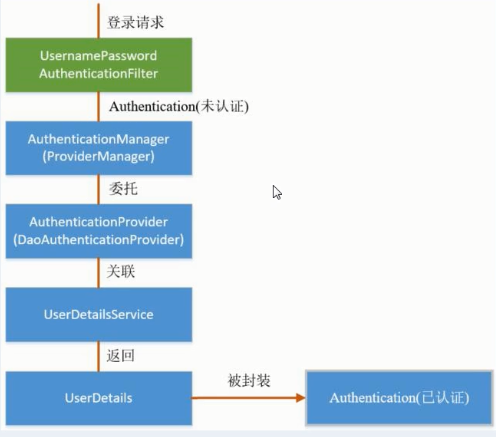 登录请求
UsernamePassword
AuthenticationFilter
Authentication(未认证)
AuthenticationManager
(ProviderManager)
委托
AuthenticationProvider
(DaoAuthenticationProvider)
关联
UserDetailsService
返回
UserDetails
被封装
Authentication(已认证)